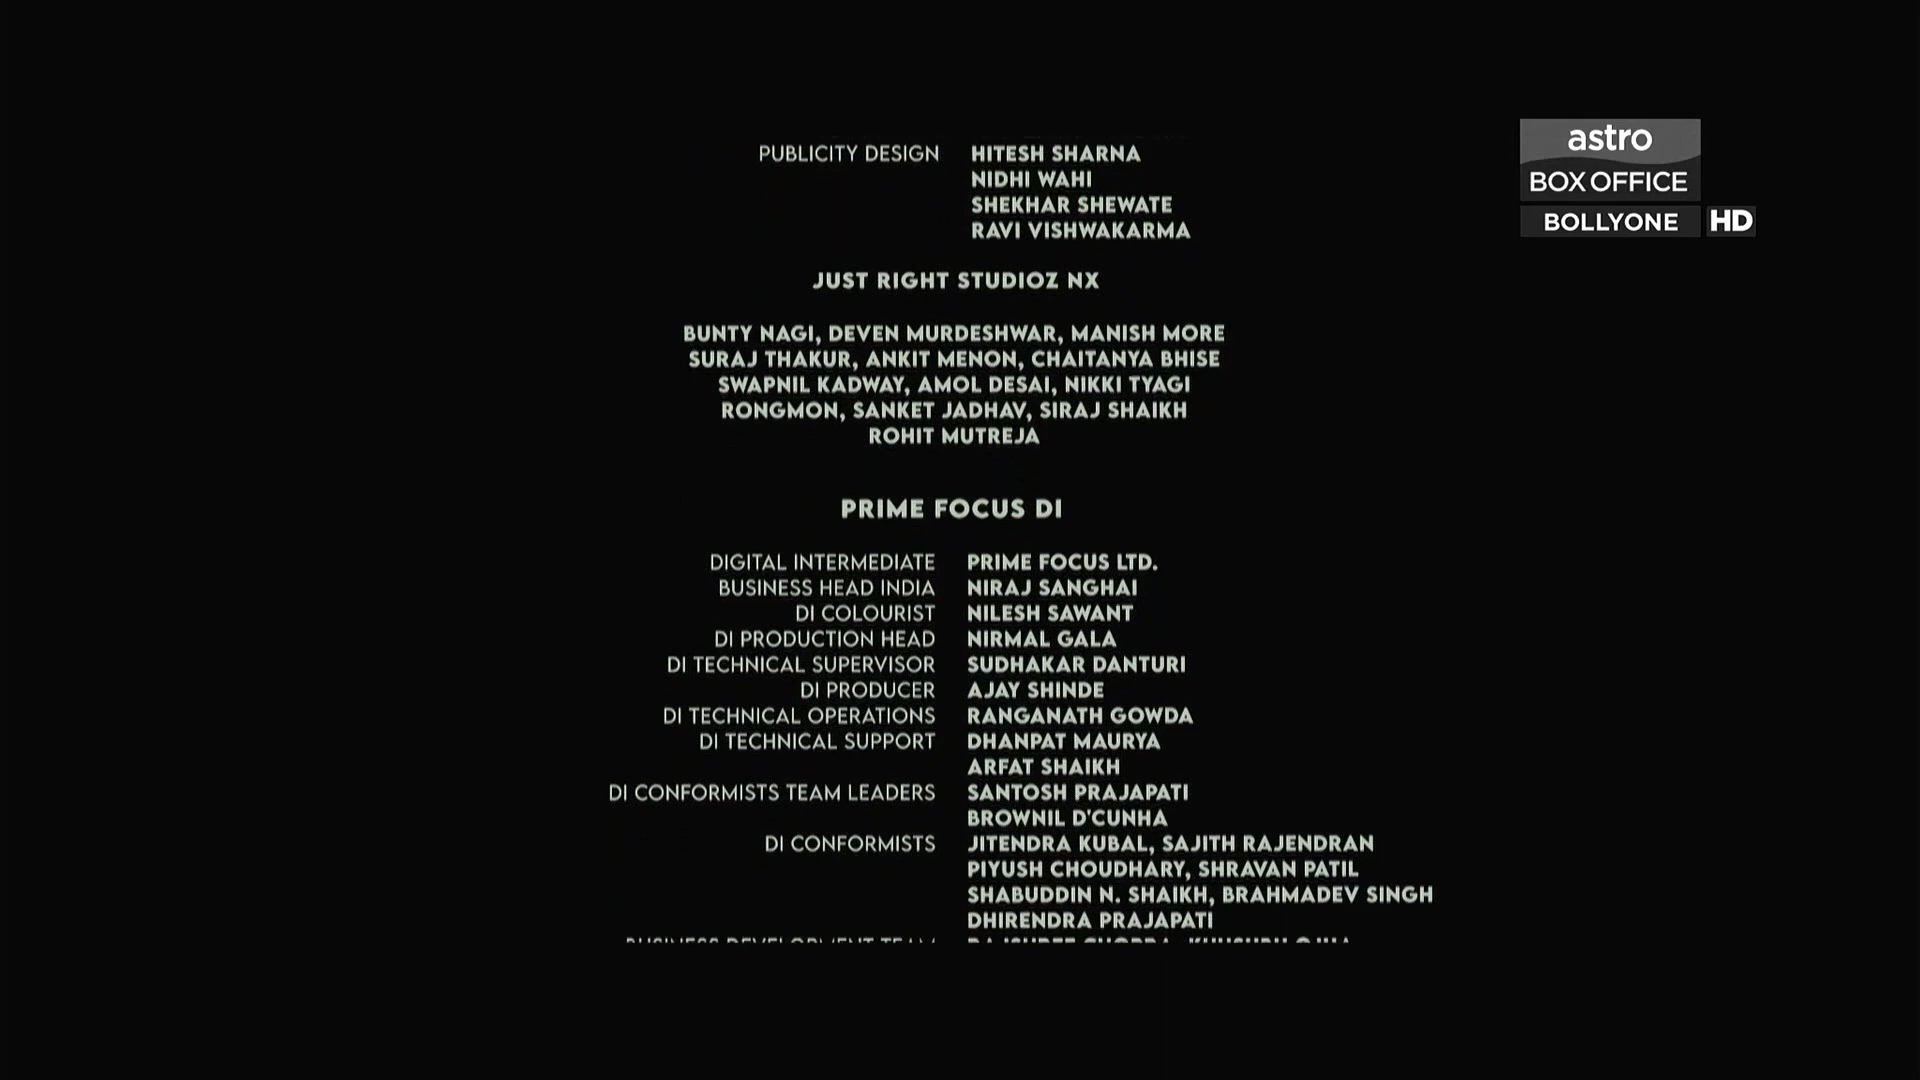 PUBLICITY DESIGN HITESH SHARNA
NIDHI WAHI
SHEKHAR SHEWATE
RAVI VISHWAKARMA
JUST RIGHT STUDIOZ NX
BUNTY NAGI, DEVEN MURDESHWAR, MANISH MORE
SURAJ THAKUR, ANKIT MENON, CHAITANYA BHISE
SWAPNIL KADWAY, AMOL DESAI, NIKKI TYAGI
RONGMON, SANKET JADHAV, SIRAJ SHAIKH
ROHIT MUTREJA
PRIME FOCUS DI
DIGITAL INTERMEDIATE PRIME FOCUS LTD.
BUSINESS HEAD INDIA NIRAJ SANGHAI
DI COLOURIST NILESH SAWANT
DI PRODUCTION HEAD NIRMAL GALA
DI TECHNICAL SUPERVISOR SUDHAKAR DANTURI
DI PRODUCER AJAY SHINDE
DI TECHNICAL OPERATIONS RANGANATH GOWDA
DI TECHNICAL SUPPORT DHANPAT MAURYA
ARFAT SHAIKH
DI CONFORMISTS TEAM LEADERS SANTOSH PRAJAPATI
BROWNIL D'CUNHA
DI CONFORMISTS JITENDRA KUBAL, SAJITH RAJENDRAN
PIYUSH CHOUDHARY, SHRAVAN PATIL
SHABUDDIN N. SHAIKH, BRAHMADEV SINGH
DHIRENDRA PRAJAPATI
BUSINESS DEVELOPMENT TEAM
astro
BOX OFFICE
BOLLYONE HD